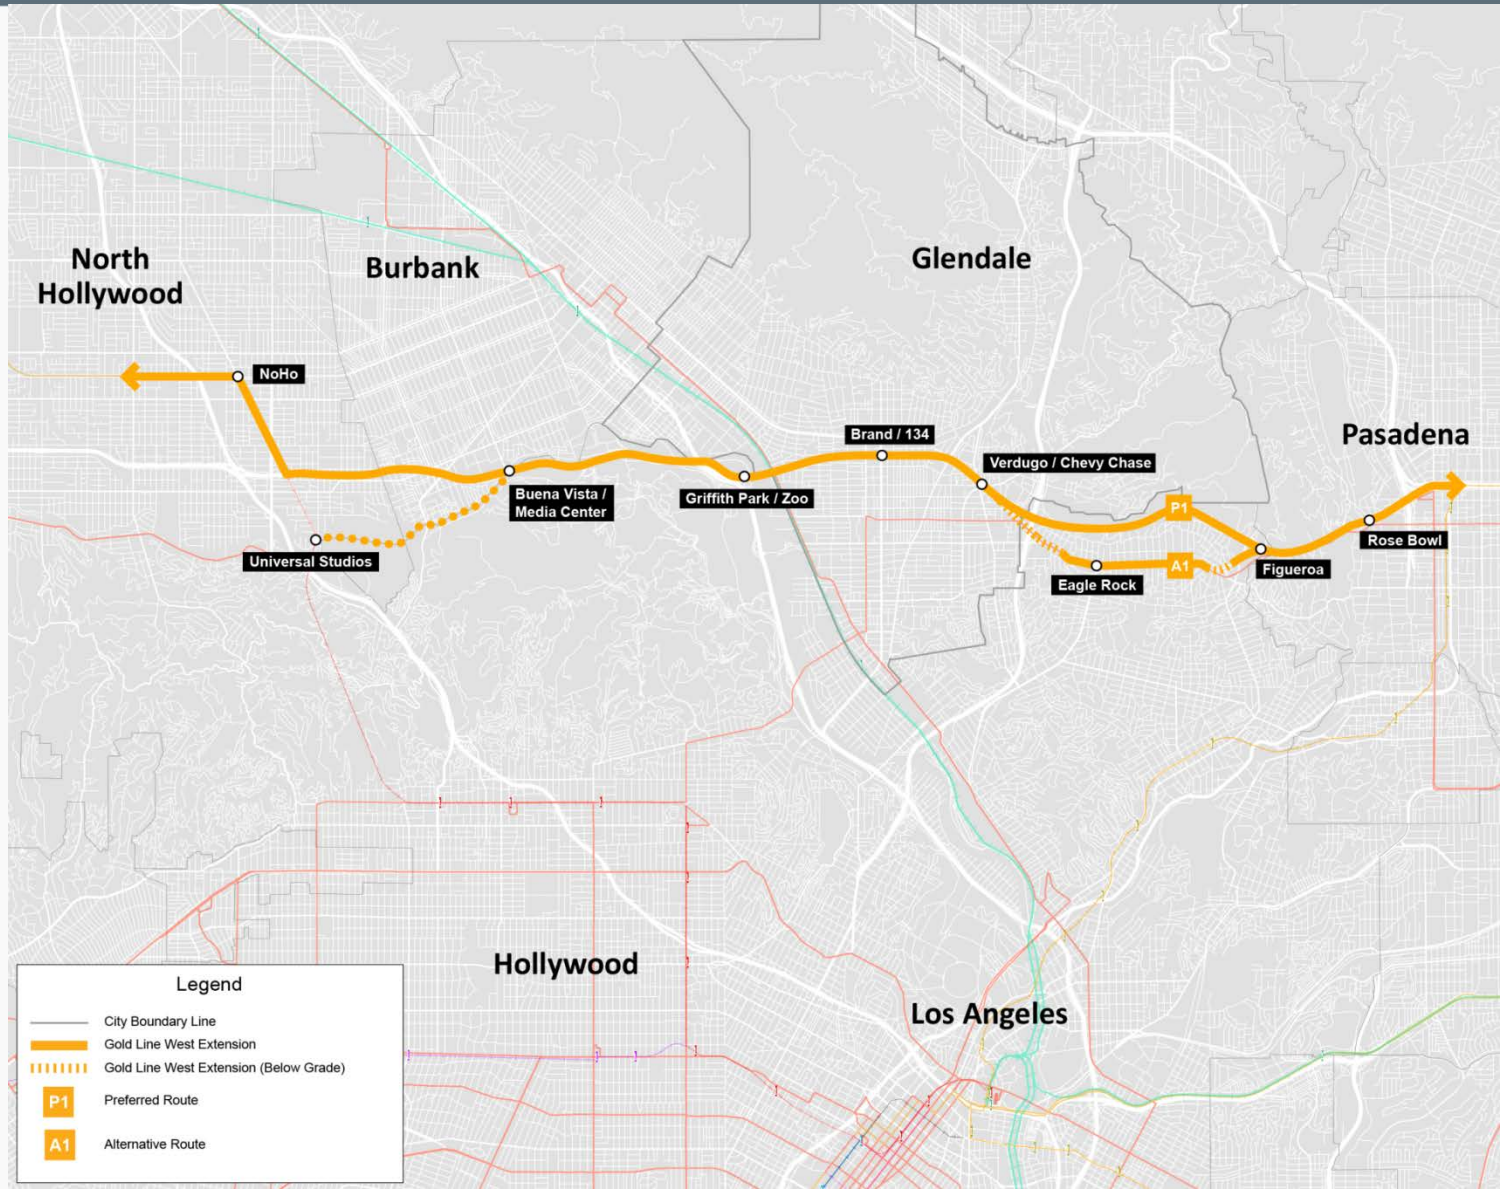 North
Hollywood
Burbank
Glendale
NoHo
Pasadena
Brand / 134
Verdugo / Chevy Chase
Buena Vista /
Media Center
Griffith Park / Zoo
P1
Rose Bowl
Universal Studios
A1
Figueroa
Eagle Rock
Hollywood
Los Angeles
Legend
City Boundary Line
Gold Line West Extension
Gold Line West Extension (Below Grade)
P1 Preferred Route
A1 Alternative Route